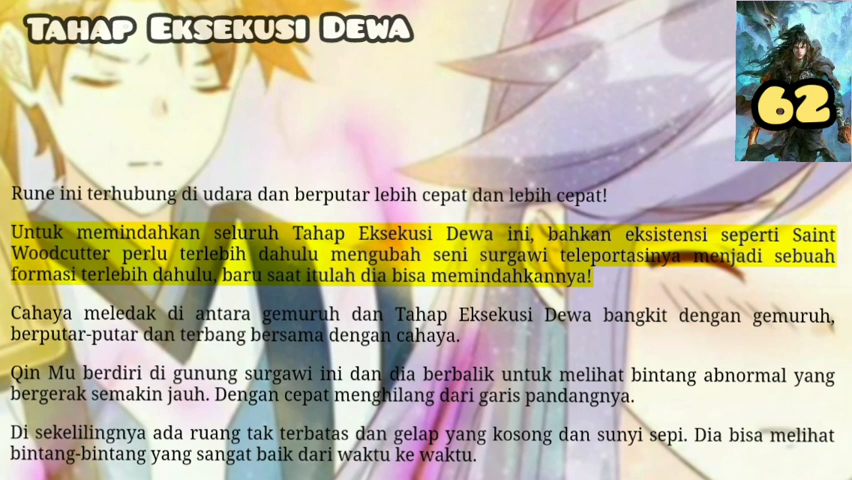 Tahap Eksekusi Dewa
62
Rune ini terhubung di udara dan berputar lebih cepat dan lebih cepat!
Untuk memindahkan seluruh Tahap Eksekusi Dewa ini, bahkan eksistensi seperti Saint
Woodcutter perlu terlebih dahulu mengubah seni surgawi teleportasinya menjadi sebuah
formasi terlebih dahulu, baru saat itulah dia bisa memindahkannya!
Cahaya meledak di antara gemuruh dan Tahap Eksekusi Dewa bangkit dengan gemuruh,
berputar-putar dan terbang bersama dengan cahaya.
Qin Mu berdiri di gunung surgawi ini dan dia berbalik untuk melihat bintang abnormal yang
bergerak semakin jauh. Dengan cepat menghilang dari garis pandangnya.
Di sekelilingnya ada ruang tak terbatas dan gelap yang kosong dan sunyi sepi. Dia bisa melihat
bintang-bintang yang sangat baik dari waktu ke waktu.